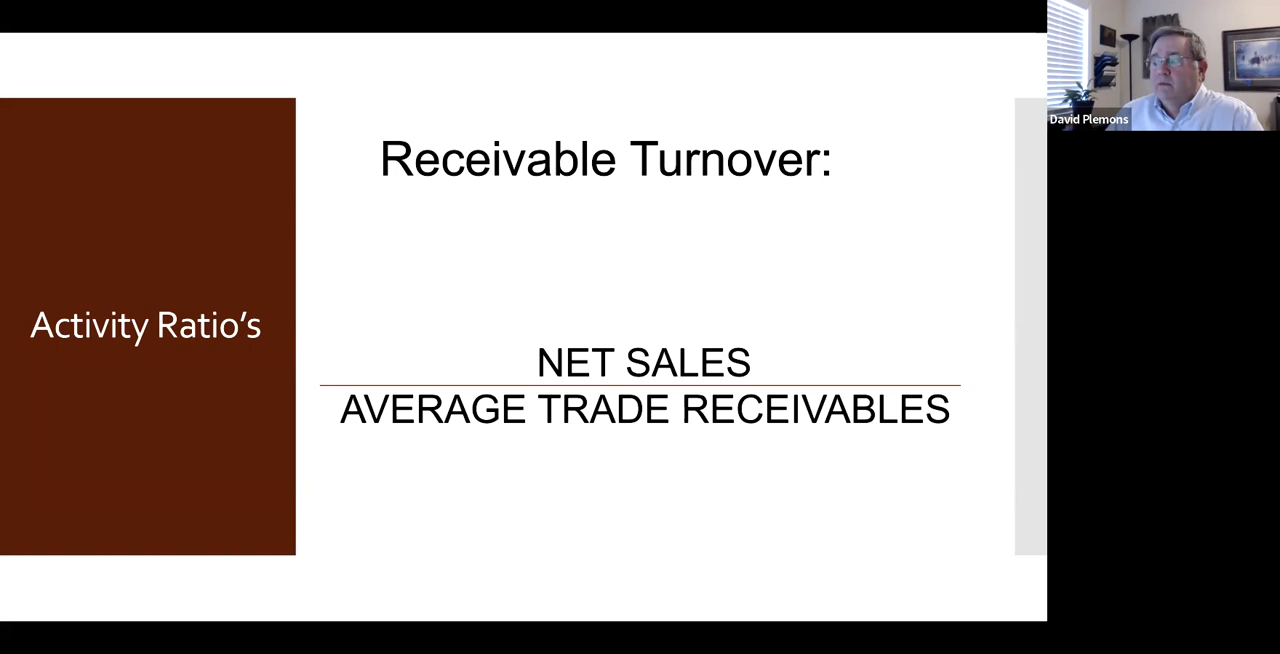 Activity Ratio’s
Receivable Turnover:
NET SALES
AVERAGE TRADE RECEIVABLES
David Plemons